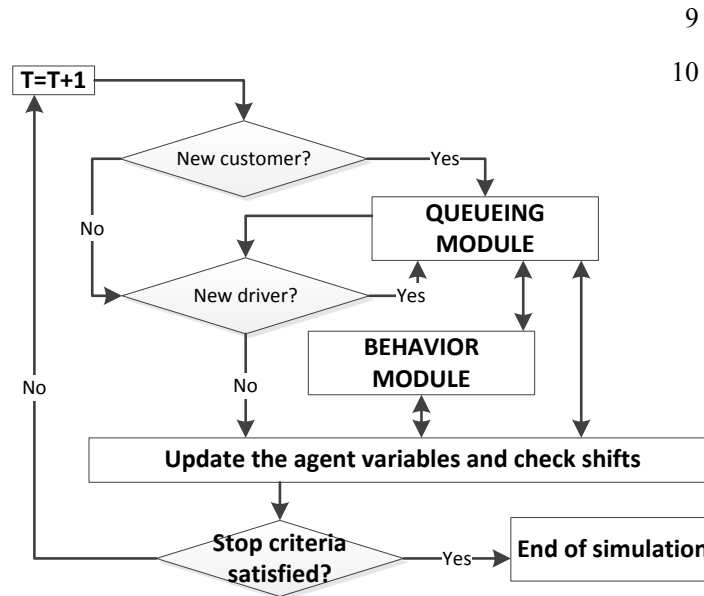 9
10
T=T+1
New customer?
Yes
QUEUEING
MODULE
No
New driver?
Yes
BEHAVIOR
MODULE
No
No
Update the agent variables and check shifts
Stop criteria
satisfied?
Yes
End of simulation